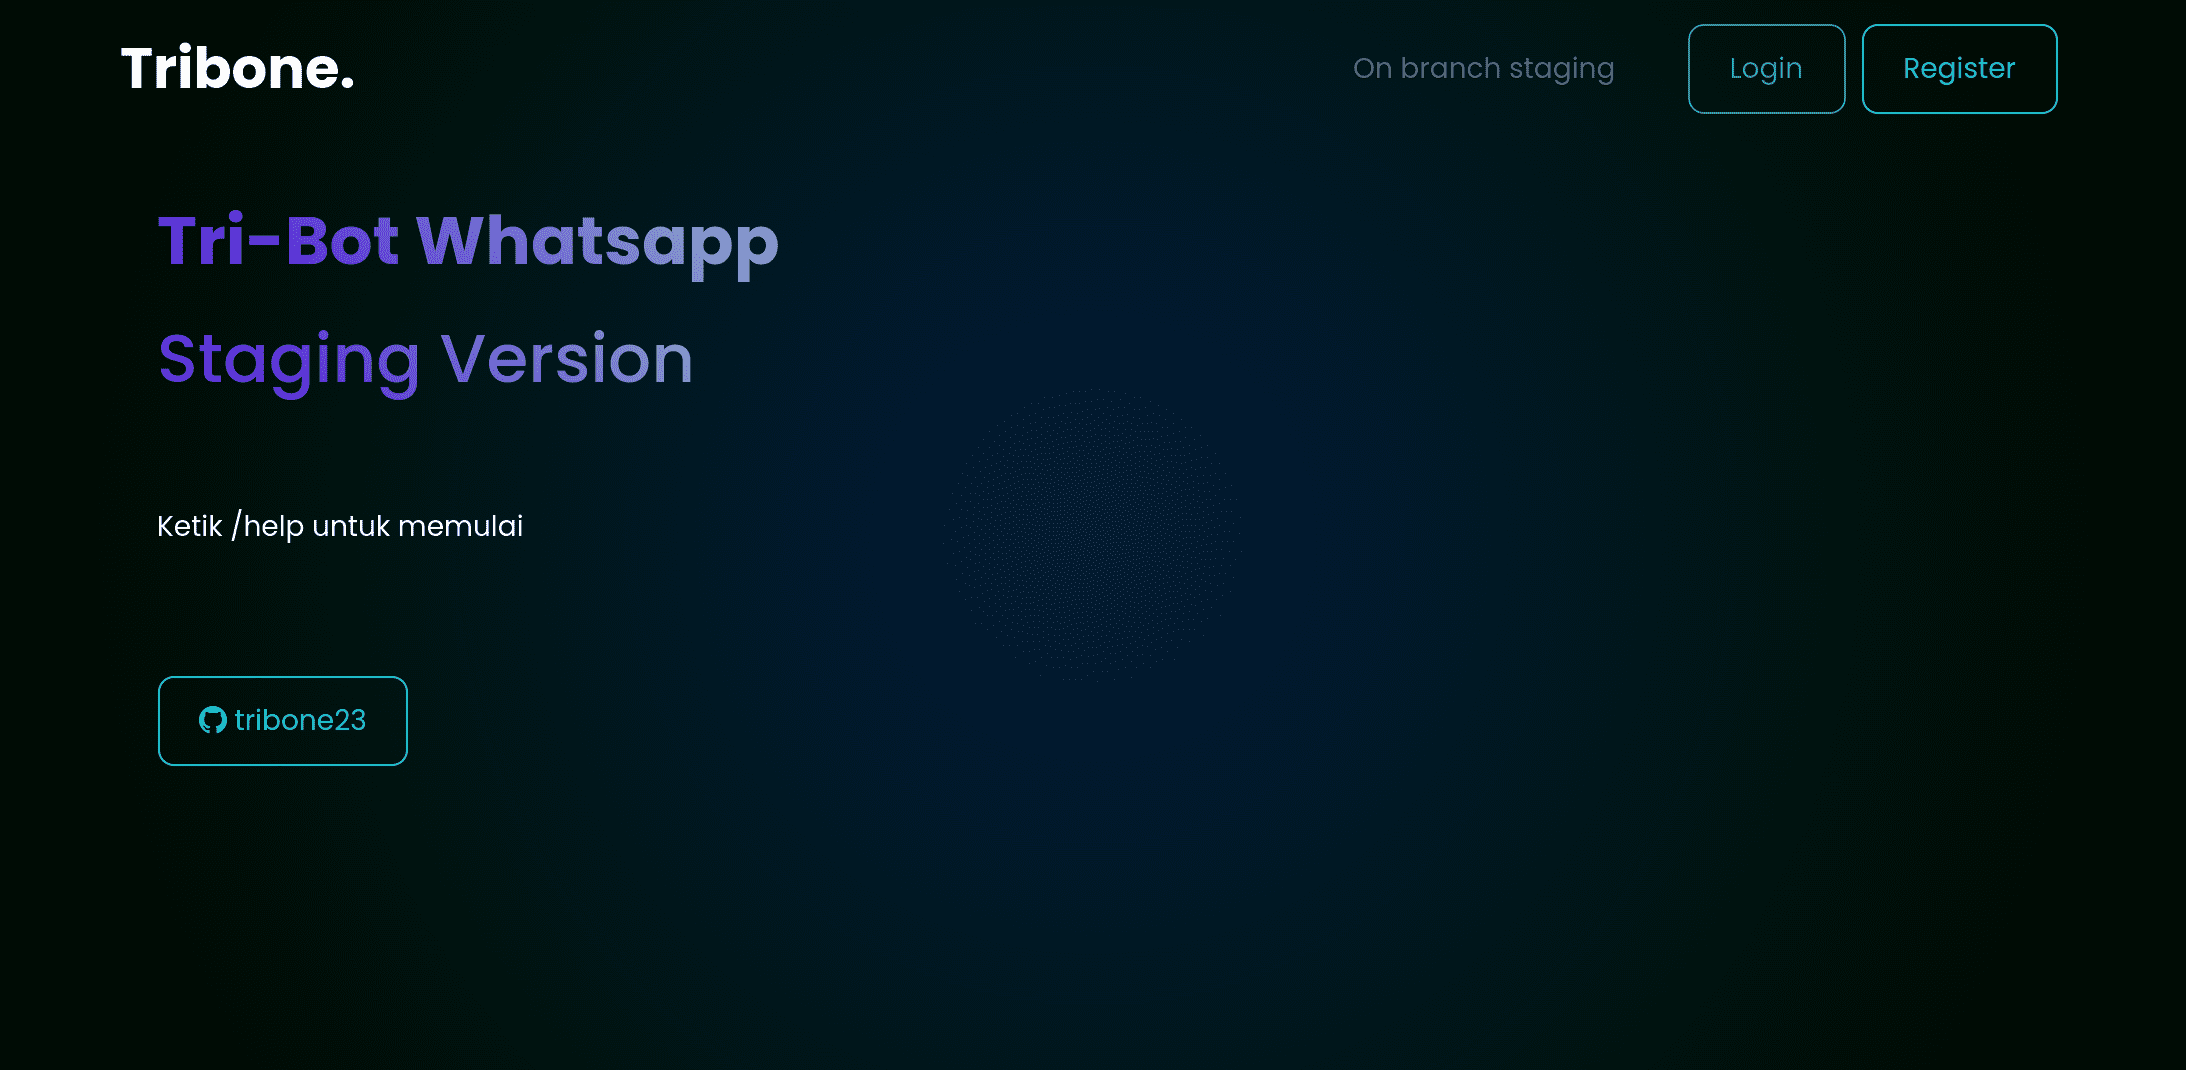 Tribone.
On branch staging
Login
Register
Tri-Bot Whatsapp
Staging Version
Ketik /help untuk memulai
tribone23